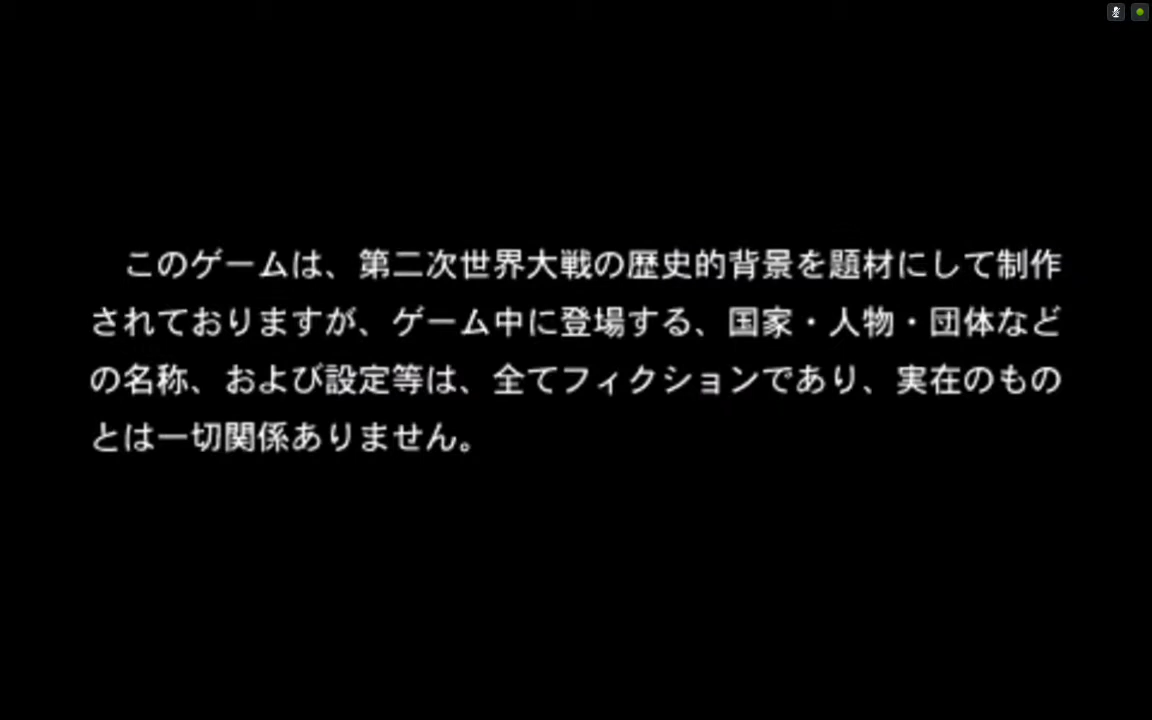 このゲームは、第二次世界大戦の歴史的背景を題材にして制作
されておりますが、ゲーム中に登場する、国家・人物・団体など
の名称、および設定等は、全てフィクションであり、実在のもの
とは一切関係ありません。